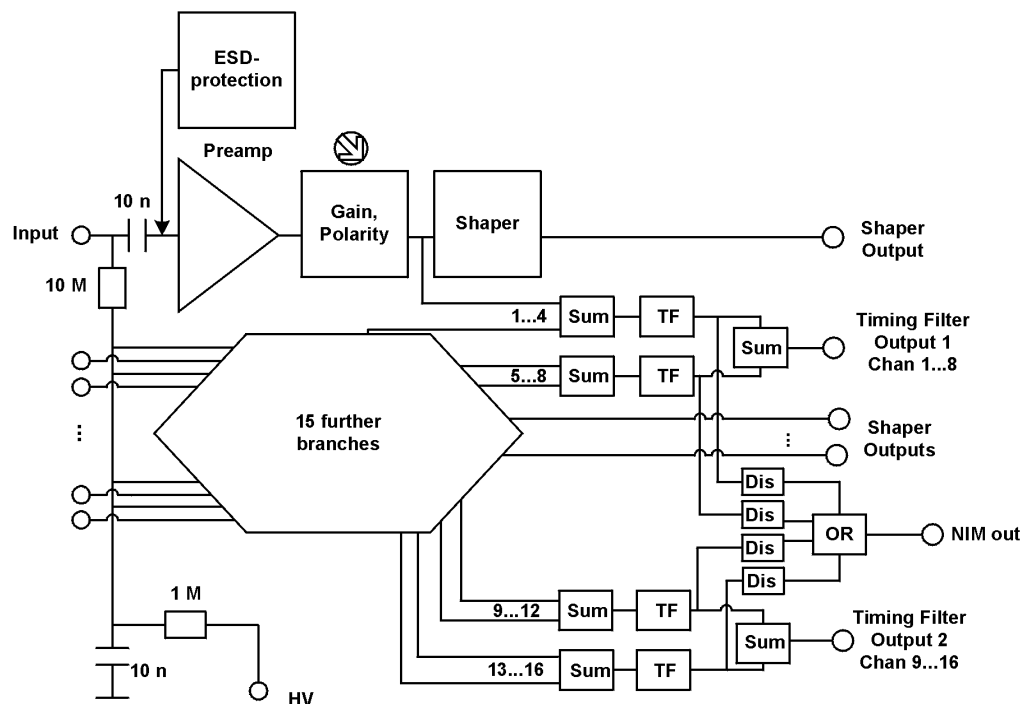 ESD-
protection
Preamp
10 n
Gain,
Polarity
Shaper
Input
Shaper
Output
10 M
1...4
Sum
TF
Timing Filter
Output 1
Chan 1...8
Sum
5...8
Sum
TF
15 further
branches
...
...
Shaper
Outputs
Dis
Dis
OR
NIM out
Dis
Dis
1 M
9...12
Sum
TF
Timing Filter
Output 2
Chan 9...16
Sum
10 n
13...16
Sum
TF
HV